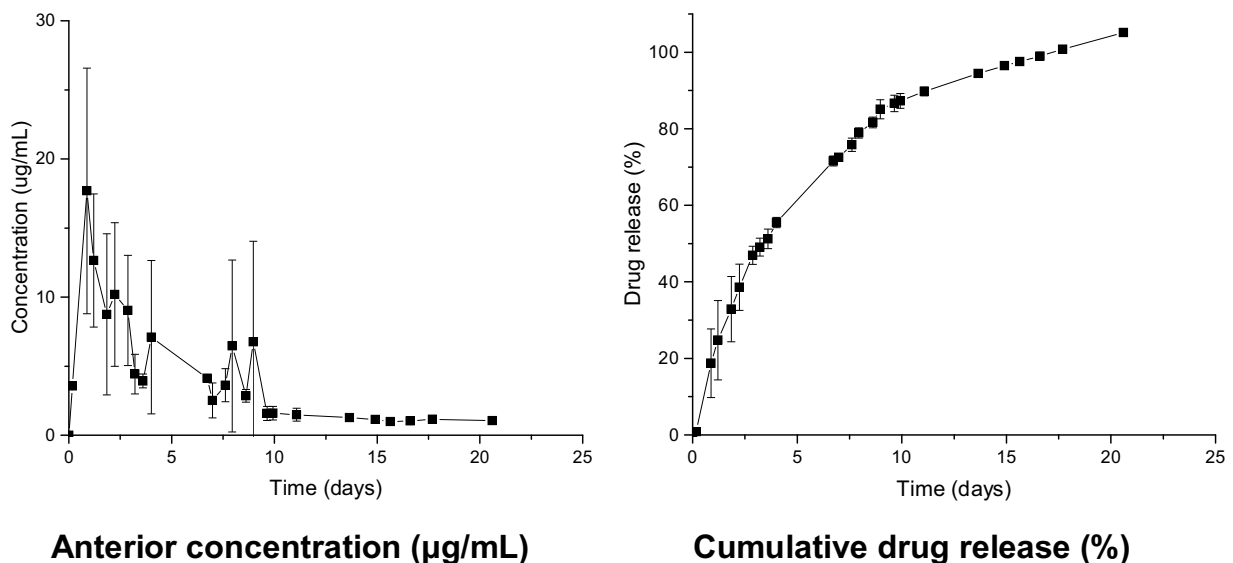 30
20
10
0
Concentration (ug/mL)
0 5 10 15 20 25
Time (days)
Anterior concentration (µg/mL)
100
80
60
40
20
0
Drug release (%)
0 5 10 15 20 25
Time (days)
Cumulative drug release (%)